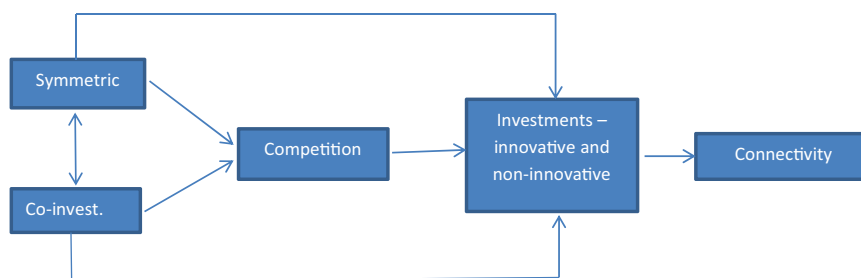 Symmetric
Co-invest.
Competition
Investments –
innovative and
non-innovative
Connectivity